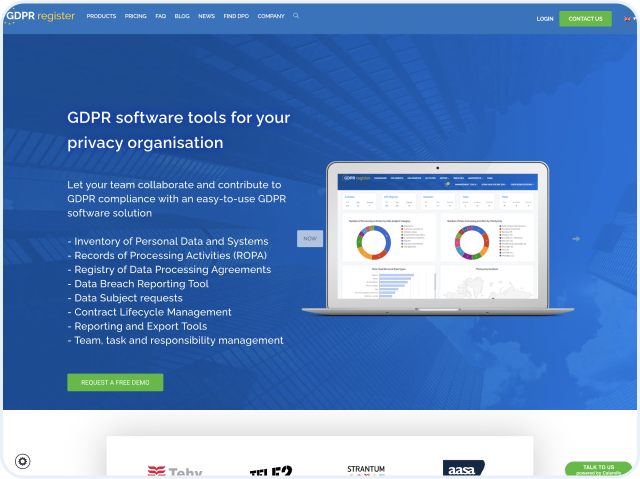 GDPR register
PRODUCTS PRICING FAQ BLOG NEWS FIND DPO COMPANY
LOGIN
CONTACT US
GDPR software tools for your
privacy organisation
Let your team collaborate and contribute to
GDPR compliance with an easy-to-use GDPR
software solution
- Inventory of Personal Data and Systems
- Records of Processing Activities (ROPA)
- Registry of Data Processing Agreements
- Data Breach Reporting Tool
- Data Subject requests
- Contract Lifecycle Management
- Reporting and Export Tools
- Team, task and responsibility management
NOW
GDPR register
REQUEST A FREE DEMO
Tehy
TELE2
STRANTUM
aasa
TALK TO US
powered by Calendly